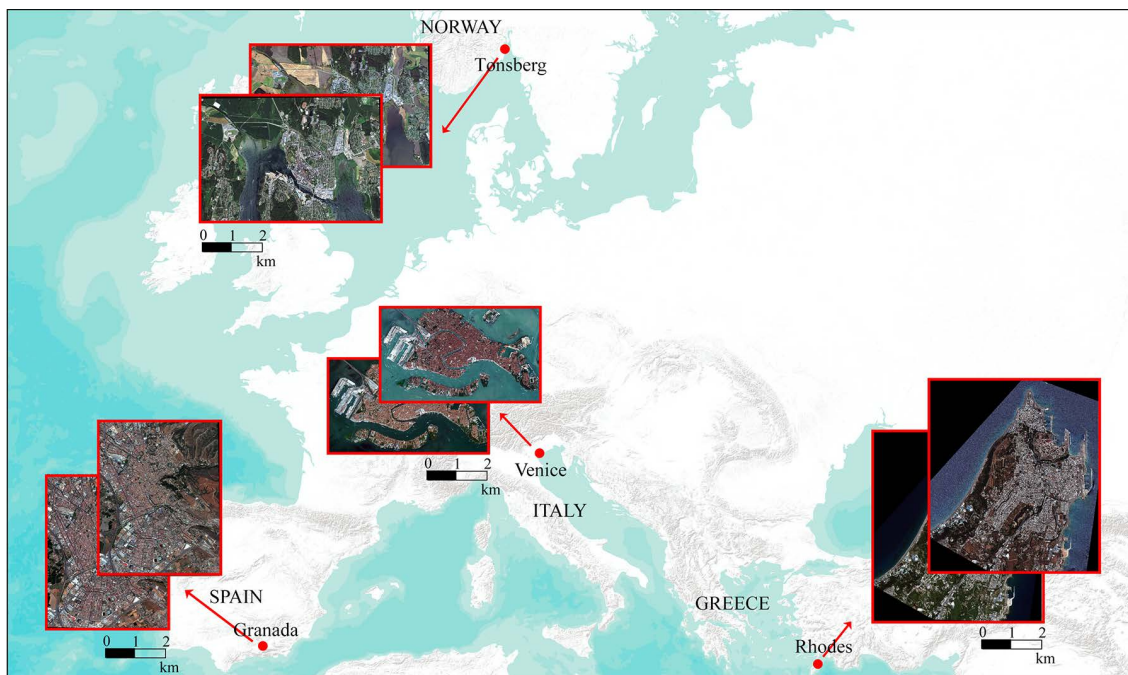 NORWAY
Tønsberg
0 1 2
km
Venice
0 1 2
km
ITALY
SPAIN
Granada
0 1 2
km
GREECE
Rhodes
0 1 2
km